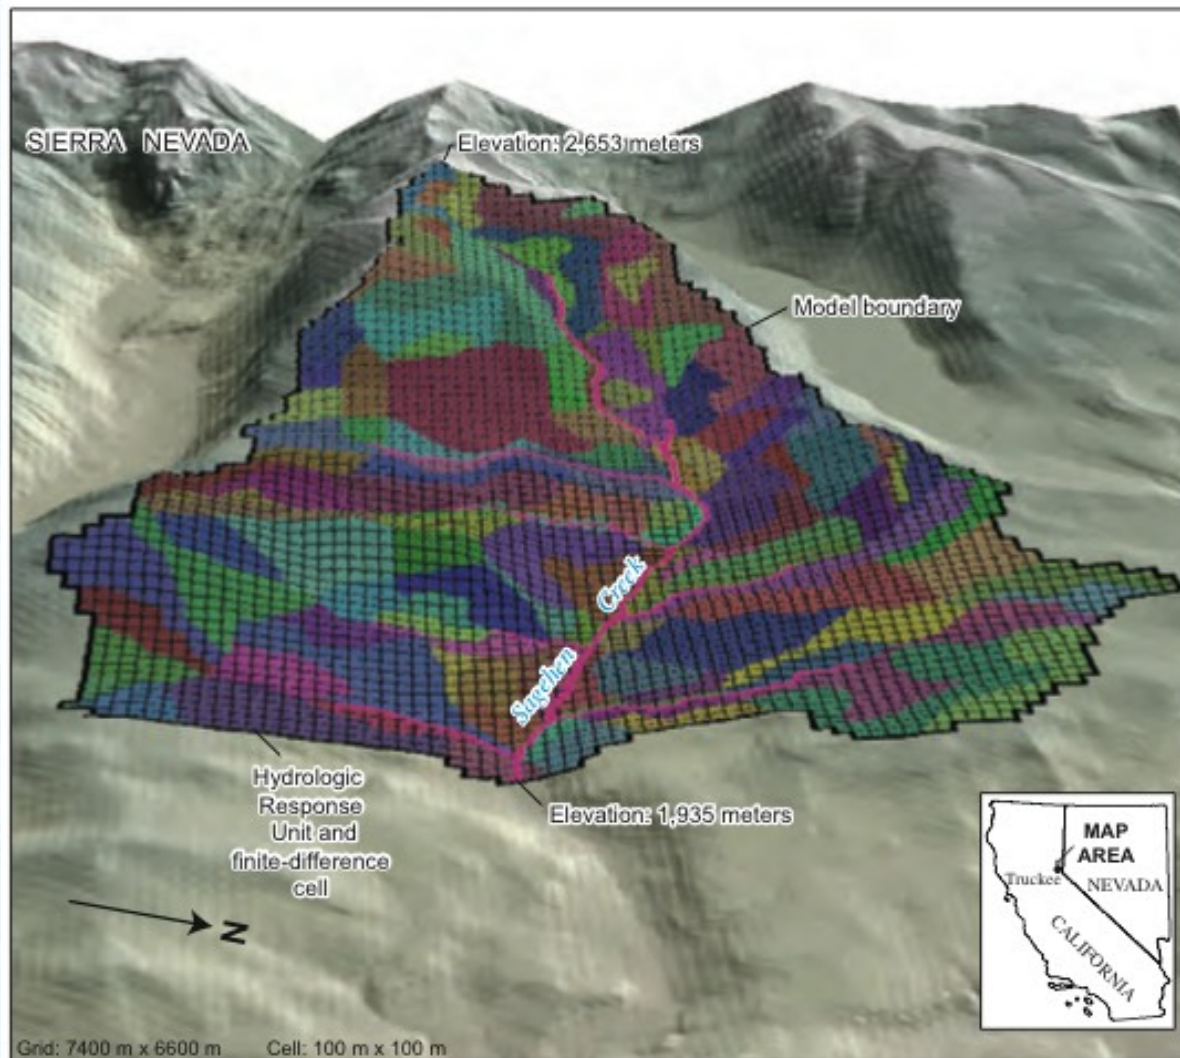 SIERRA NEVADA
Elevation: 2,653 meters
Model boundary
Creek
Sagehen
Hydrologic
Response
Unit and
finite-difference
cell
Elevation: 1,935 meters
N
MAP
AREA
Truckee
NEVADA
CALIFORNIA
Grid: 7400 m x 6600 m Cell: 100 m x 100 m